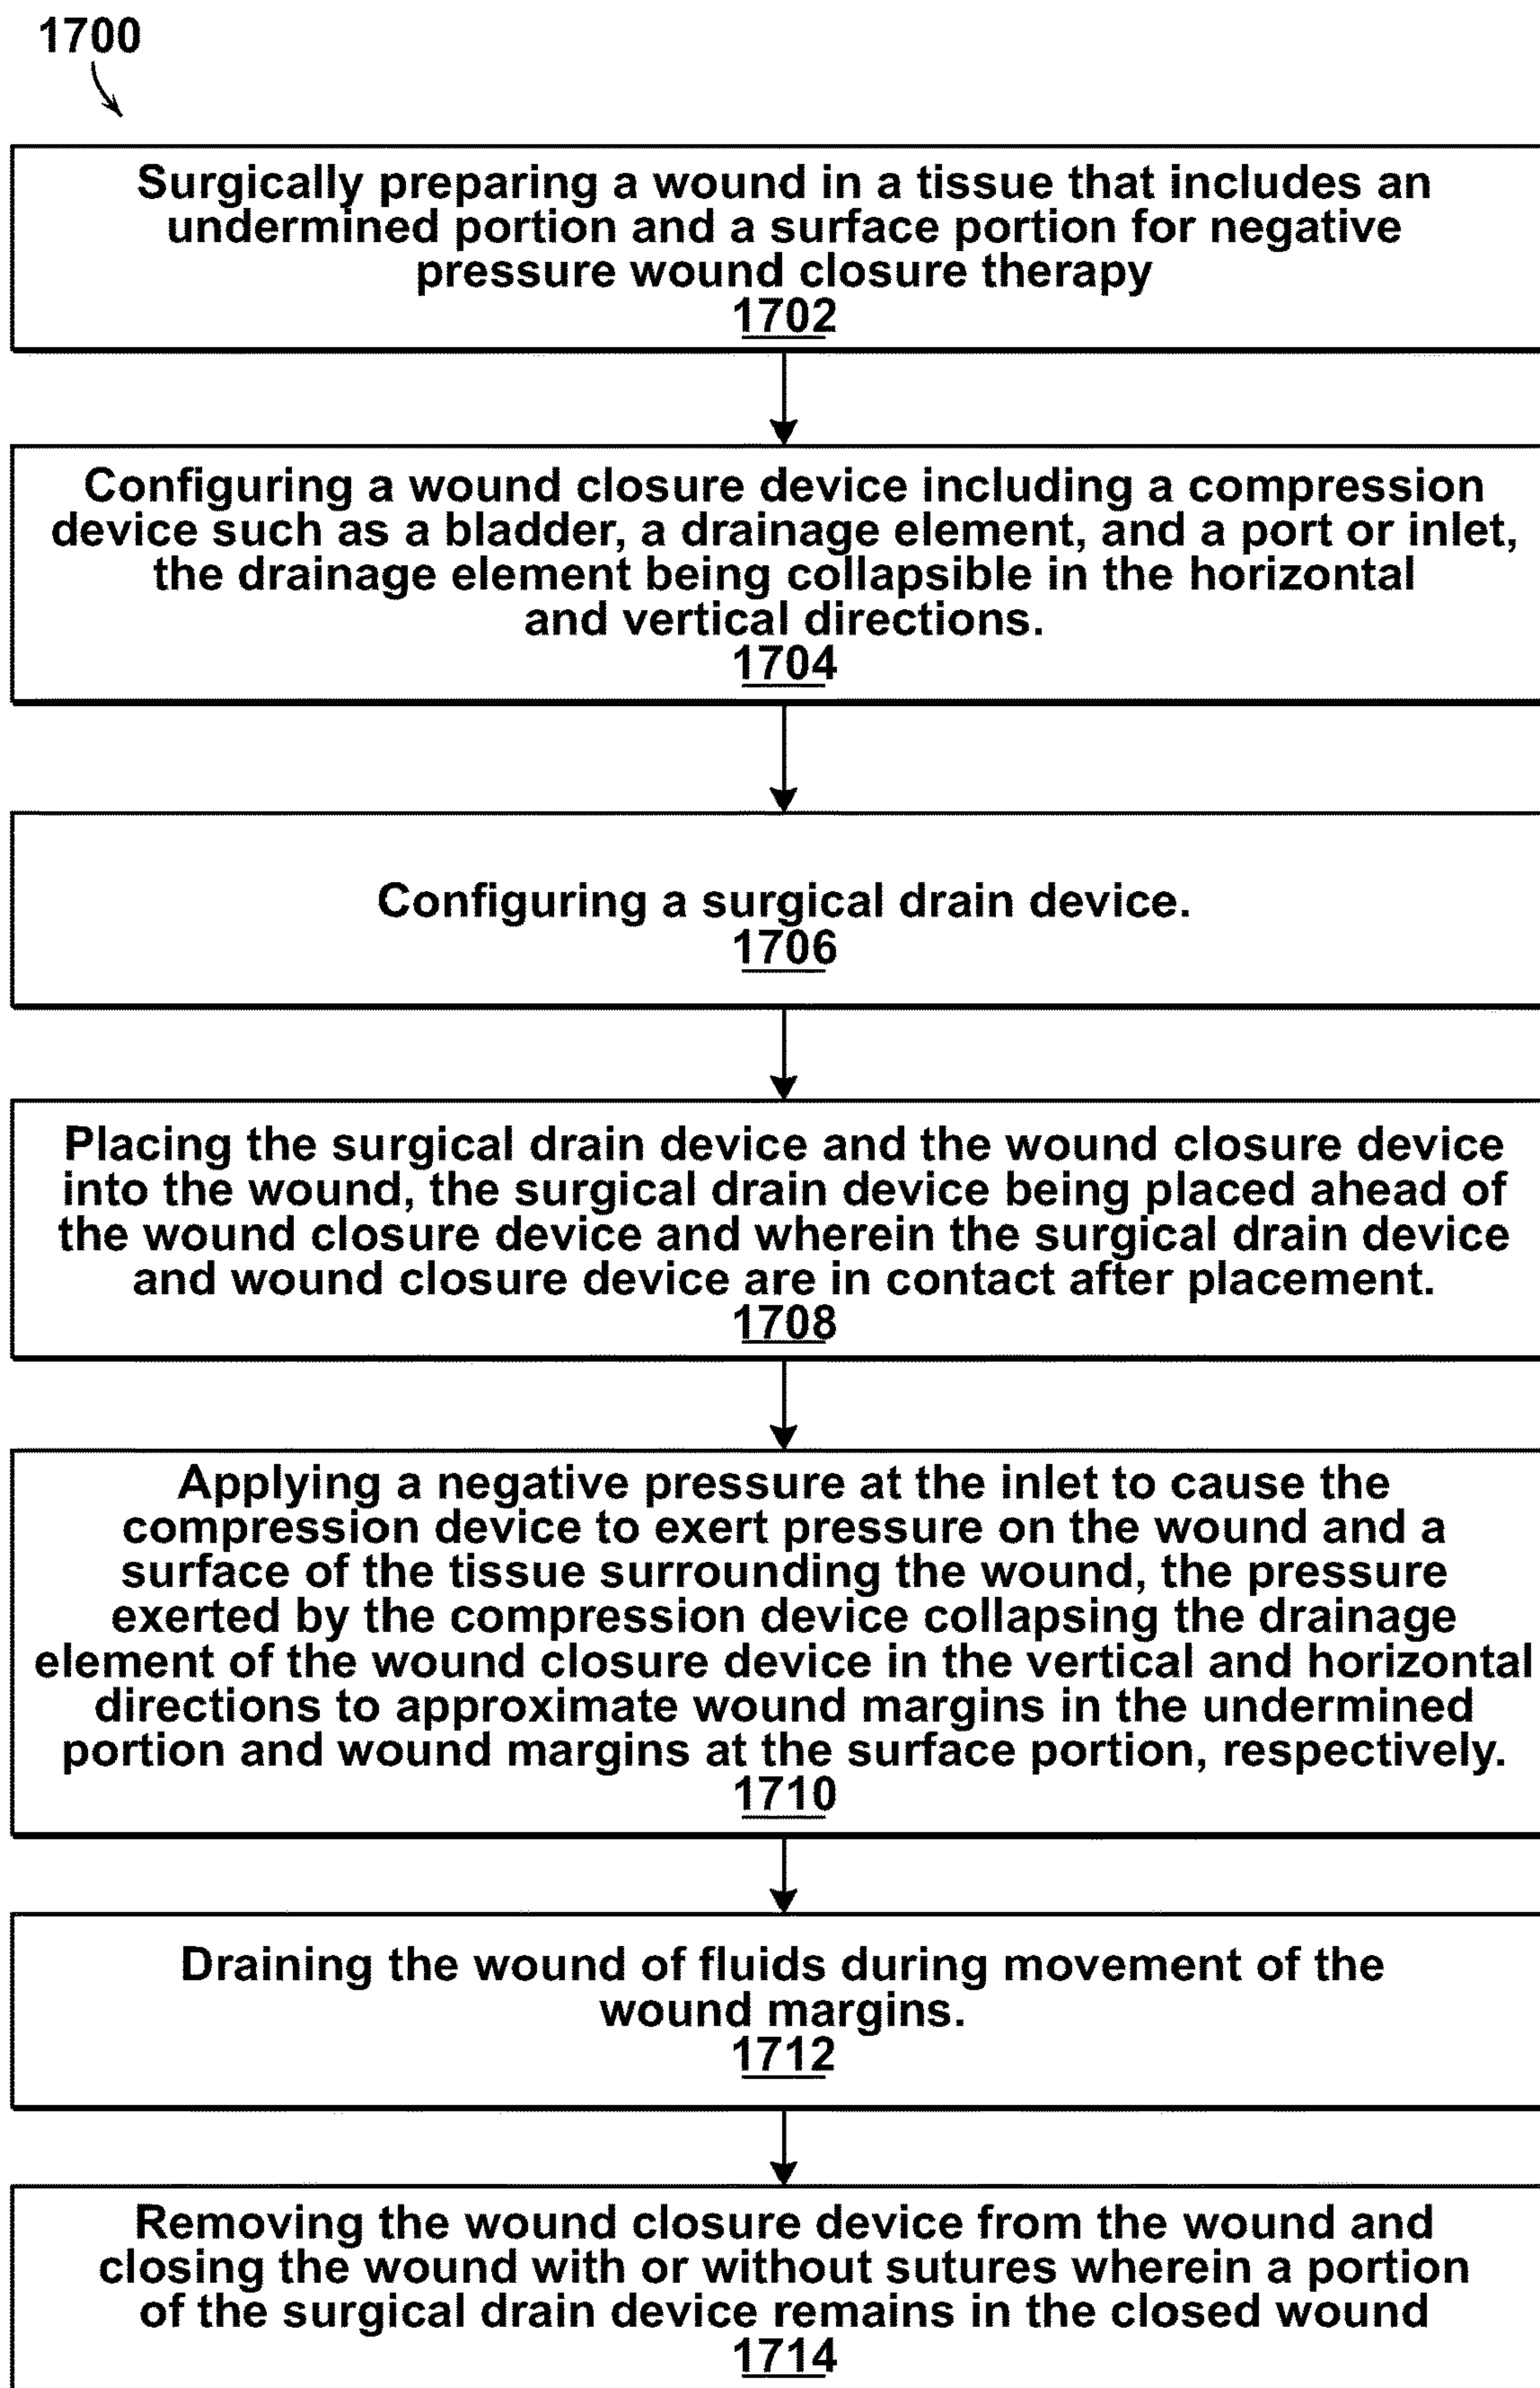 1700
Surgically preparing a wound in a tissue that includes an
undermined portion and a surface portion for negative
pressure wound closure therapy
1702
Configuring a wound closure device including a compression
device such as a bladder, a drainage element, and a port or inlet,
the drainage element being collapsible in the horizontal
and vertical directions.
1704
Configuring a surgical drain device.
1706
Placing the surgical drain device and the wound closure device
into the wound, the surgical drain device being placed ahead of
the wound closure device and wherein the surgical drain device
and wound closure device are in contact after placement.
1708
Applying a negative pressure at the inlet to cause the
compression device to exert pressure on the wound and a
surface of the tissue surrounding the wound, the pressure
exerted by the compression device collapsing the drainage
element of the wound closure device in the vertical and horizontal
directions to approximate wound margins in the undermined
portion and wound margins at the surface portion, respectively.
1710
Draining the wound of fluids during movement of the
wound margins.
1712
Removing the wound closure device from the wound and
closing the wound with or without sutures wherein a portion
of the surgical drain device remains in the closed wound
1714